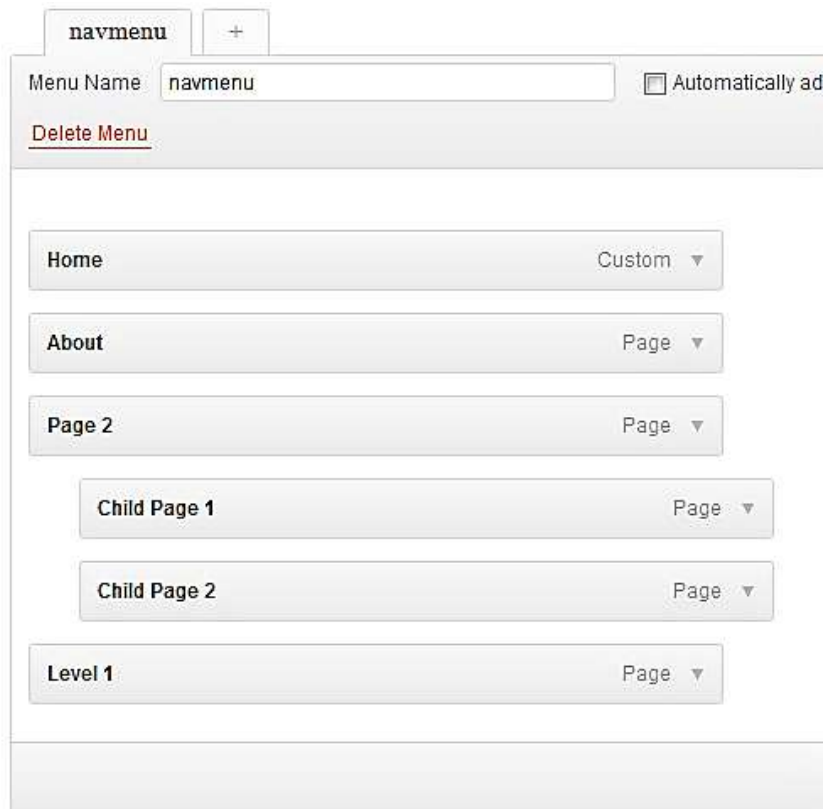 navmenu +
Menu Name navmenu Automatically ad
Delete Menu
Home Custom
About Page
Page 2 Page
Child Page 1 Page
Child Page 2 Page
Level 1 Page